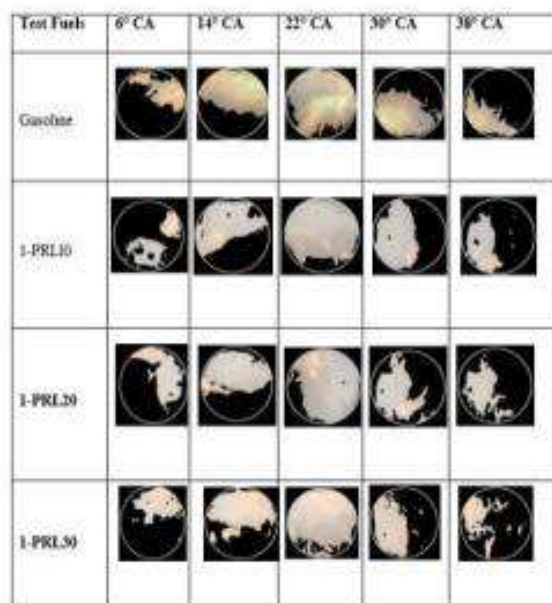 Test Fuels 6° CA 14° CA 22° CA 30° CA 38° CA
Gasoline
1-PRL10
1-PRL20
1-PRL30